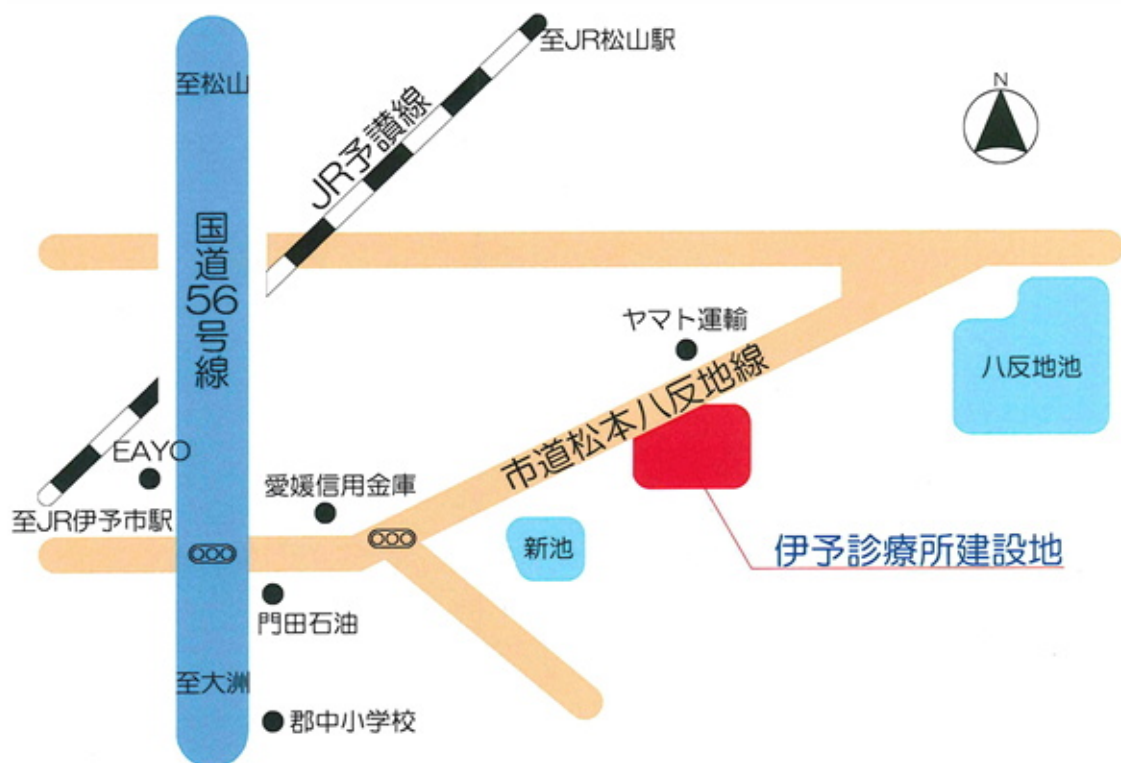 至松山
至JR松山駅
N
JR予讃線
国道56号線
ヤマト運輸
八反地池
市道松本八反地線
EAYO
愛媛信用金庫
至JR伊予市駅
新池
伊予診療所建設地
門田石油
至大洲
郡中小学校